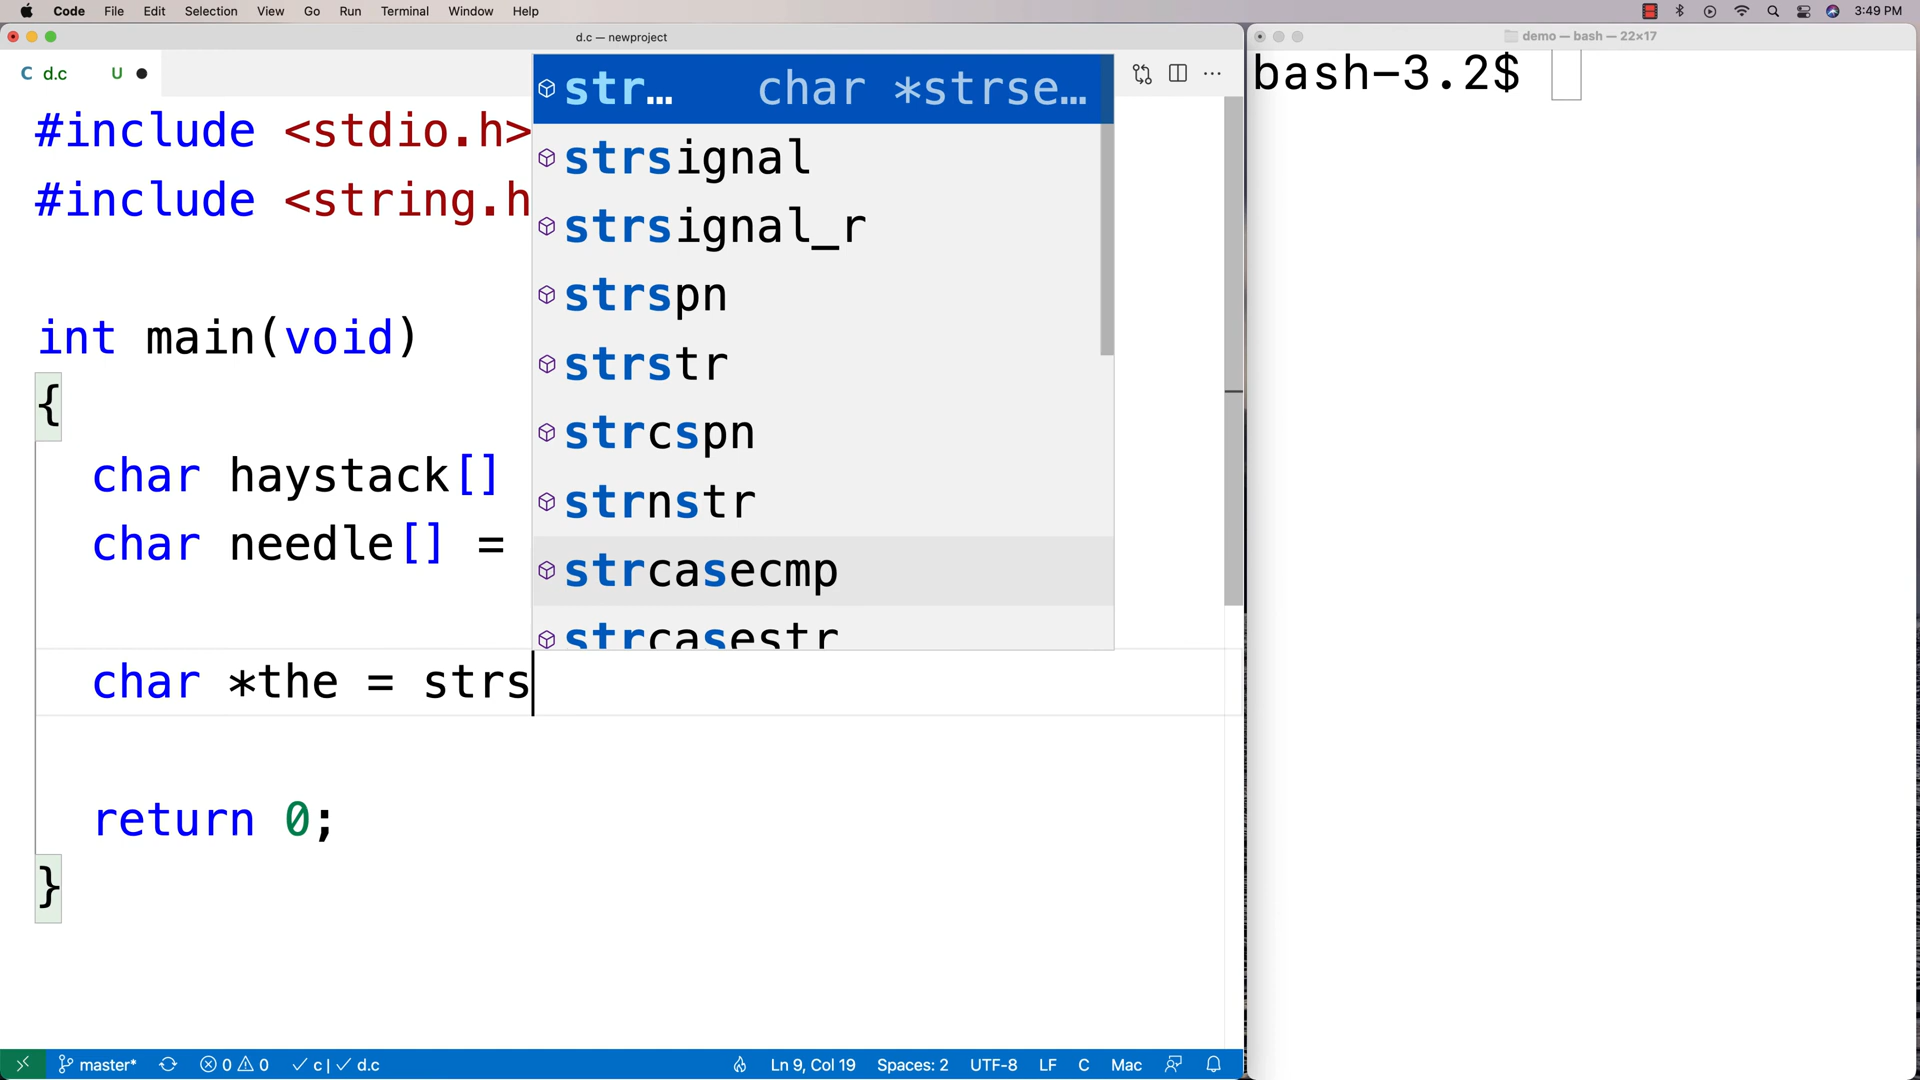 Code File Edit Selection View Go Run Terminal Window Help 3:49 PM
d.c — newproject
demo — bash — 22×17
C d.c U
#include <stdio.h>
#include <string.h
int main(void)
{
char haystack[]
char needle[] =
char *the = strs
return 0;
}
str… char *strse…
strsignal
strsignal_r
strspn
strstr
strcspn
strnstr
strcasecmp
strcasestr
bash-3.2$
master* 0 0 c | d.c Ln 9, Col 19 Spaces: 2 UTF-8 LF C Mac